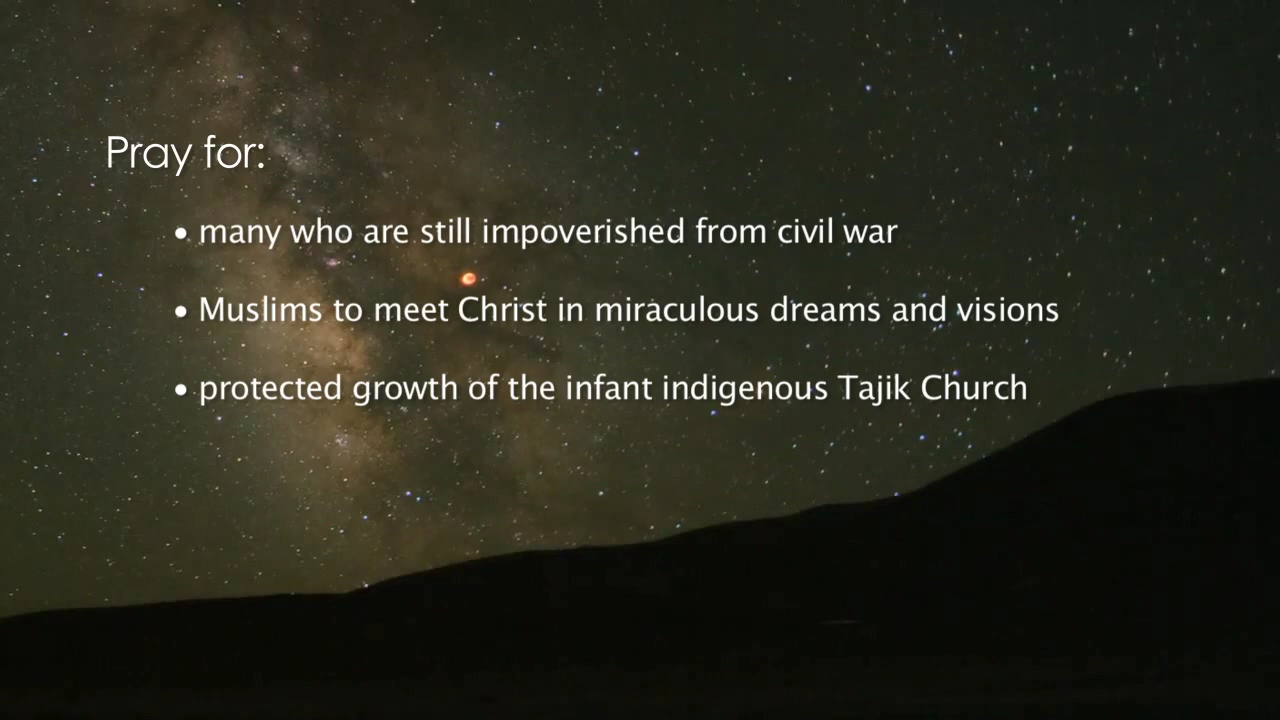 Pray for:
• many who are still impoverished from civil war
• Muslims to meet Christ in miraculous dreams and visions
• protected growth of the infant indigenous Tajik Church